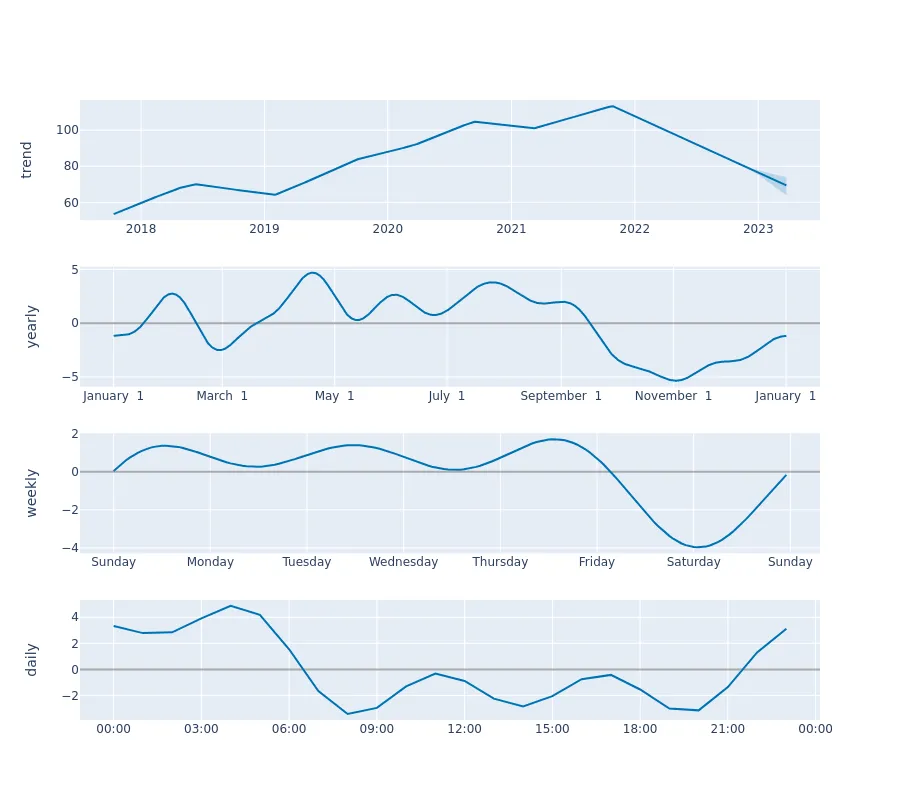 trend
100
80
60
2018 2019 2020 2021 2022 2023
yearly
5
0
−5
January 1 March 1 May 1 July 1 September 1 November 1 January 1
weekly
2
0
−2
−4
Sunday Monday Tuesday Wednesday Thursday Friday Saturday Sunday
daily
4
2
0
−2
00:00 03:00 06:00 09:00 12:00 15:00 18:00 21:00 00:00